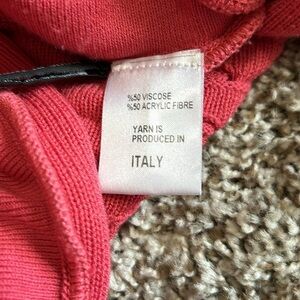 %50 VISCOSE
%50 ACRYLIC FIBRE
YARN IS
PRODUCED IN
ITALY